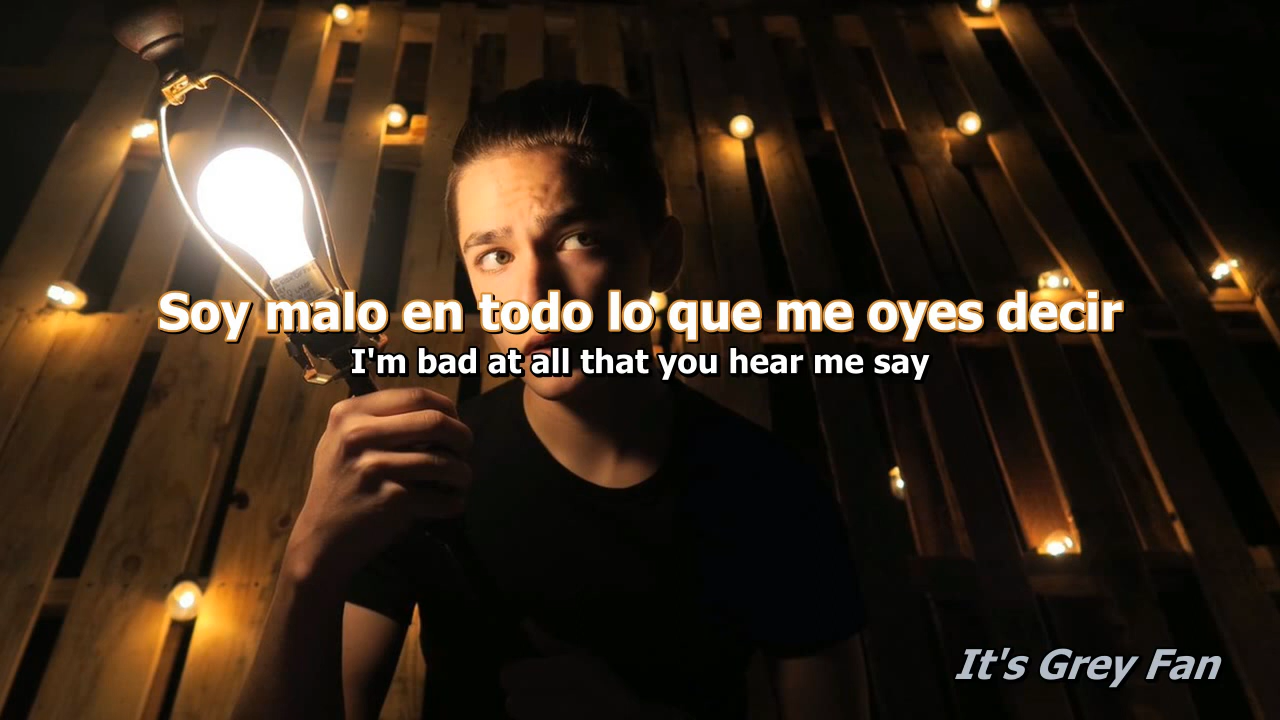 Soy malo en todo lo que me oyes decir
I'm bad at all that you hear me say
It's Grey Fan